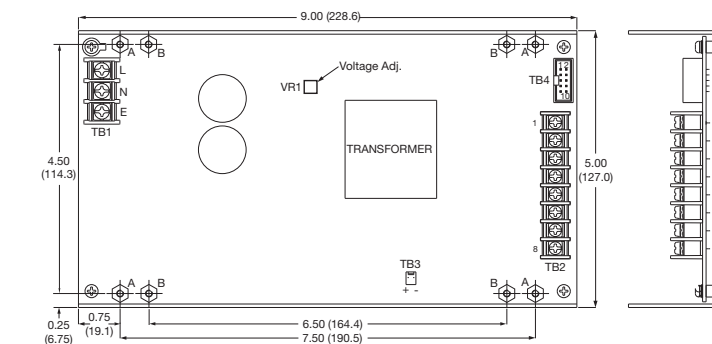 9.00 (228.6)
A
B
B
A
L
N
E
TB1
Voltage Adj.
VR1
12
TB4
10
1
TRANSFORMER
4.50
(114.3)
5.00
(127.0)
8
TB2
TB3
+ -
A
B
B
A
0.25
(6.75)
0.75
(19.1)
6.50 (164.4)
7.50 (190.5)